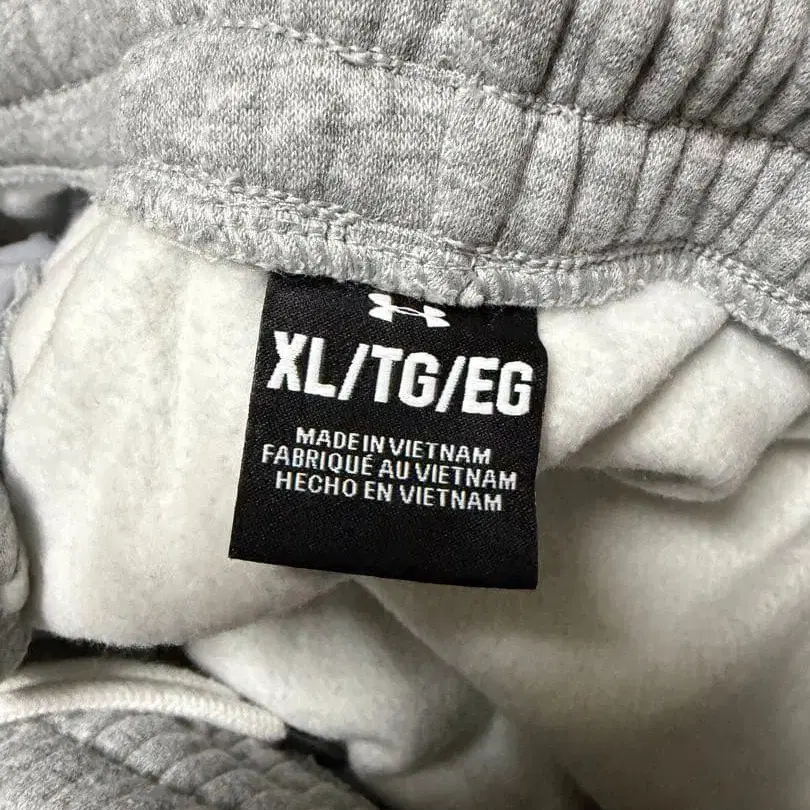 XL/TG/EG
MADE IN VIETNAM
FABRIQUÉ AU VIETNAM
HECHO EN VIETNAM